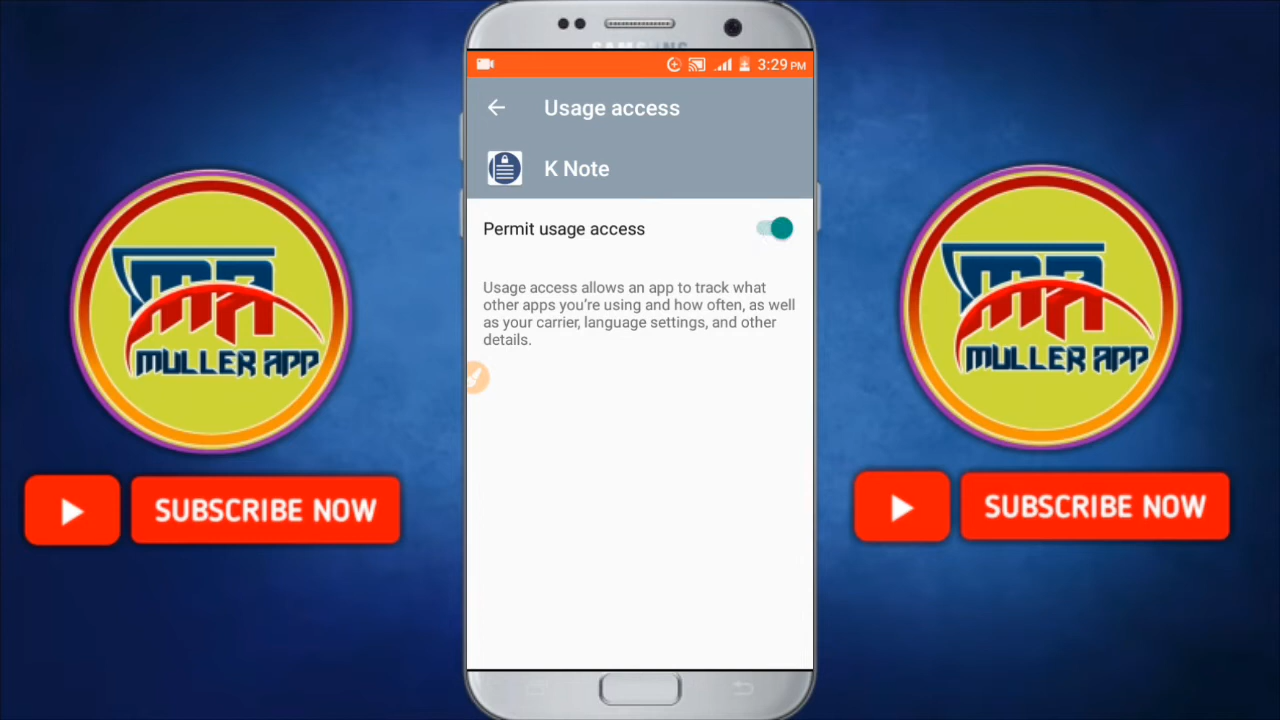 SAMSUNG
3:29 PM
Usage access
K Note
Permit usage access
Usage access allows an app to track what
other apps you’re using and how often, as well
as your carrier, language settings, and other
details.
MULLER APP
SUBSCRIBE NOW
MULLER APP
SUBSCRIBE NOW